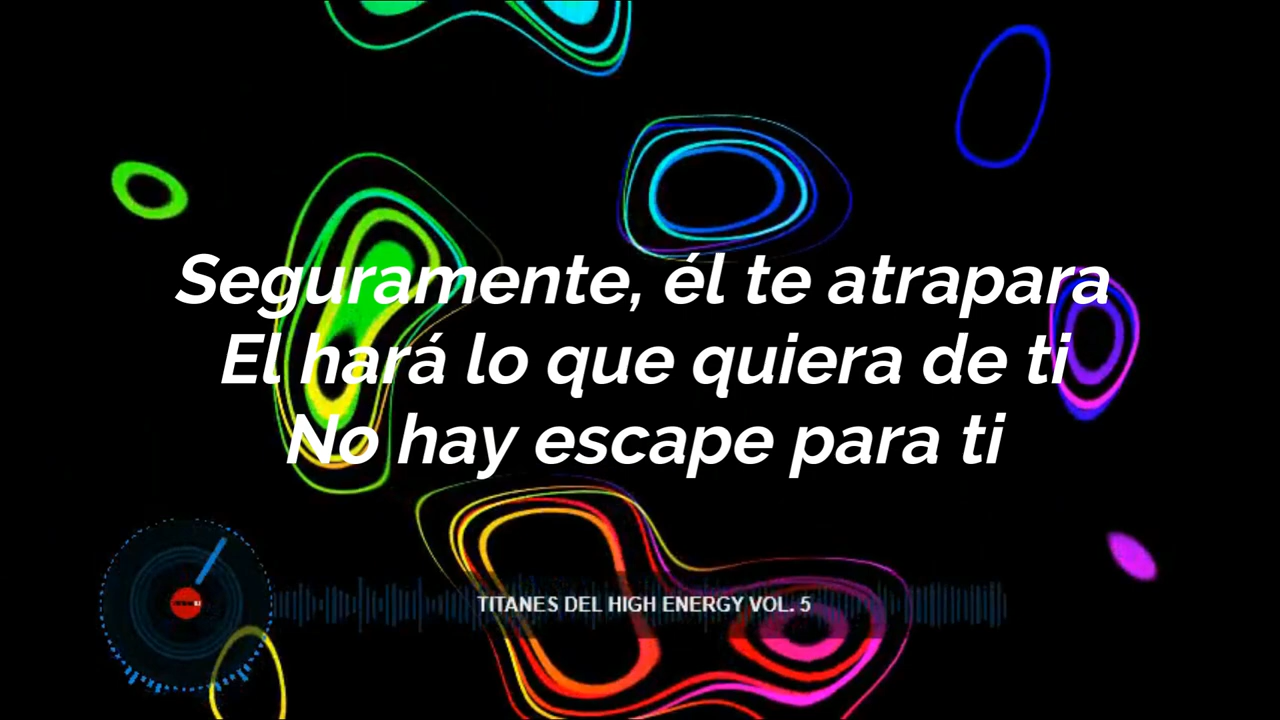 Seguramente, él te atrapara
El hará lo que quiera de ti
No hay escape para ti
TITANES DEL HIGH ENERGY VOL. 5